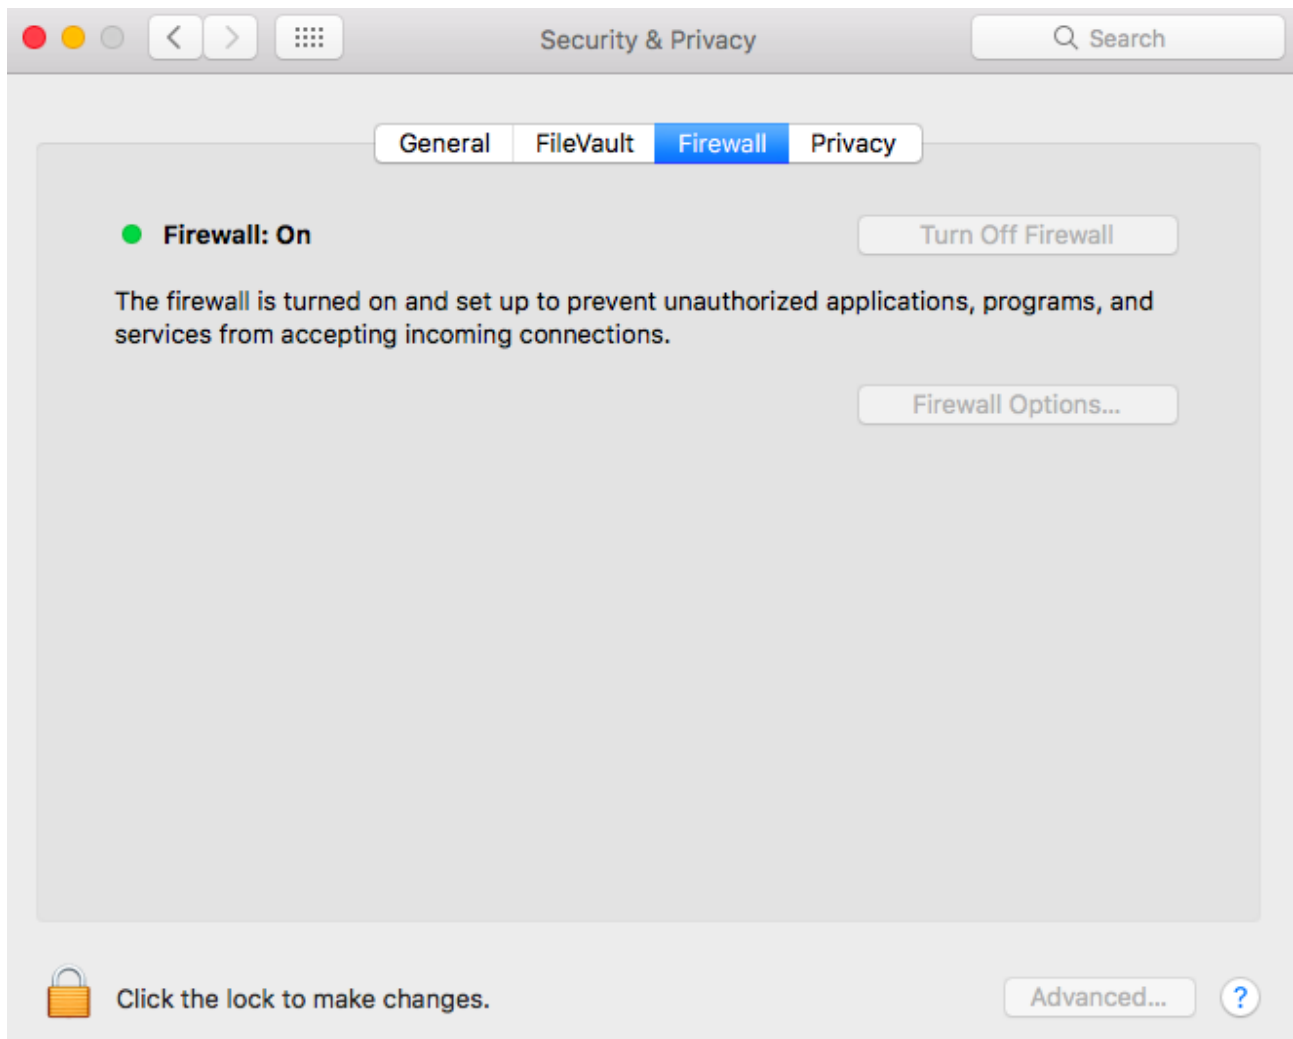 Security & Privacy
Search
General
FileVault
Firewall
Privacy
Firewall: On
Turn Off Firewall
The firewall is turned on and set up to prevent unauthorized applications, programs, and
services from accepting incoming connections.
Firewall Options...
Click the lock to make changes.
Advanced...
?